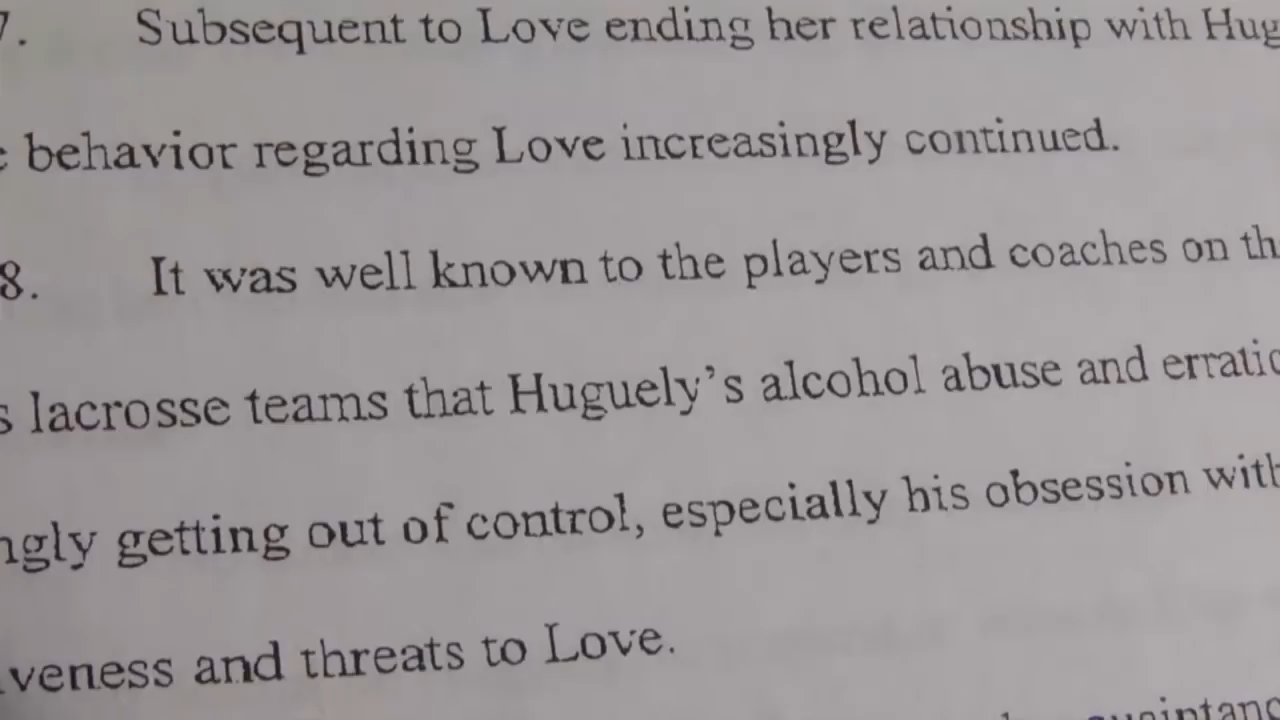 7. Subsequent to Love ending her relationship with Hug
behavior regarding Love increasingly continued.
8. It was well known to the players and coaches on th
s lacrosse teams that Huguely's alcohol abuse and erratic
ngly getting out of control, especially his obsession with
veness and threats to Love.